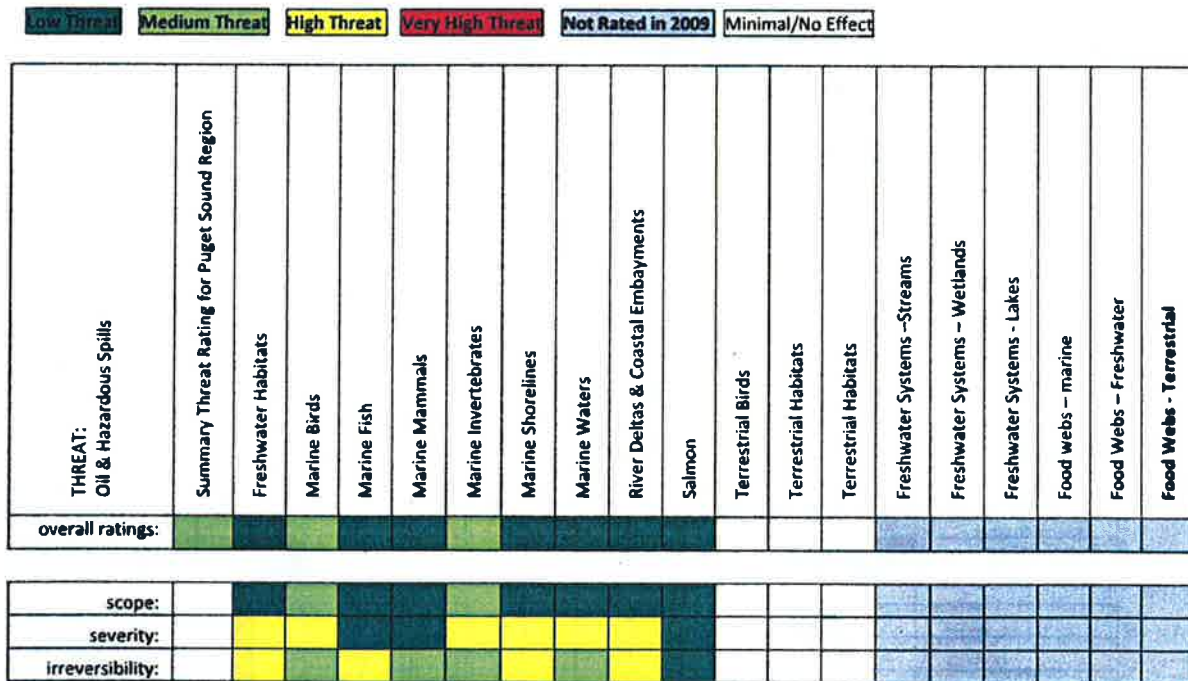 Low Threat Medium Threat High Threat Very High Threat Not Rated in 2009 Minimal/No Effect
THREAT:
Oil & Hazardous Spills
Summary Threat Rating for Puget Sound Region
Freshwater Habitats
Marine Birds
Marine Fish
Marine Mammals
Marine Invertebrates
Marine Shorelines
Marine Waters
River Deltas & Coastal Embayments
Salmon
Terrestrial Birds
Terrestrial Habitats
Terrestrial Habitats
Freshwater Systems –Streams
Freshwater Systems – Wetlands
Freshwater Systems - Lakes
Food webs – marine
Food Webs – Freshwater
Food Webs - Terrestrial
overall ratings:
scope:
severity:
irreversibility: